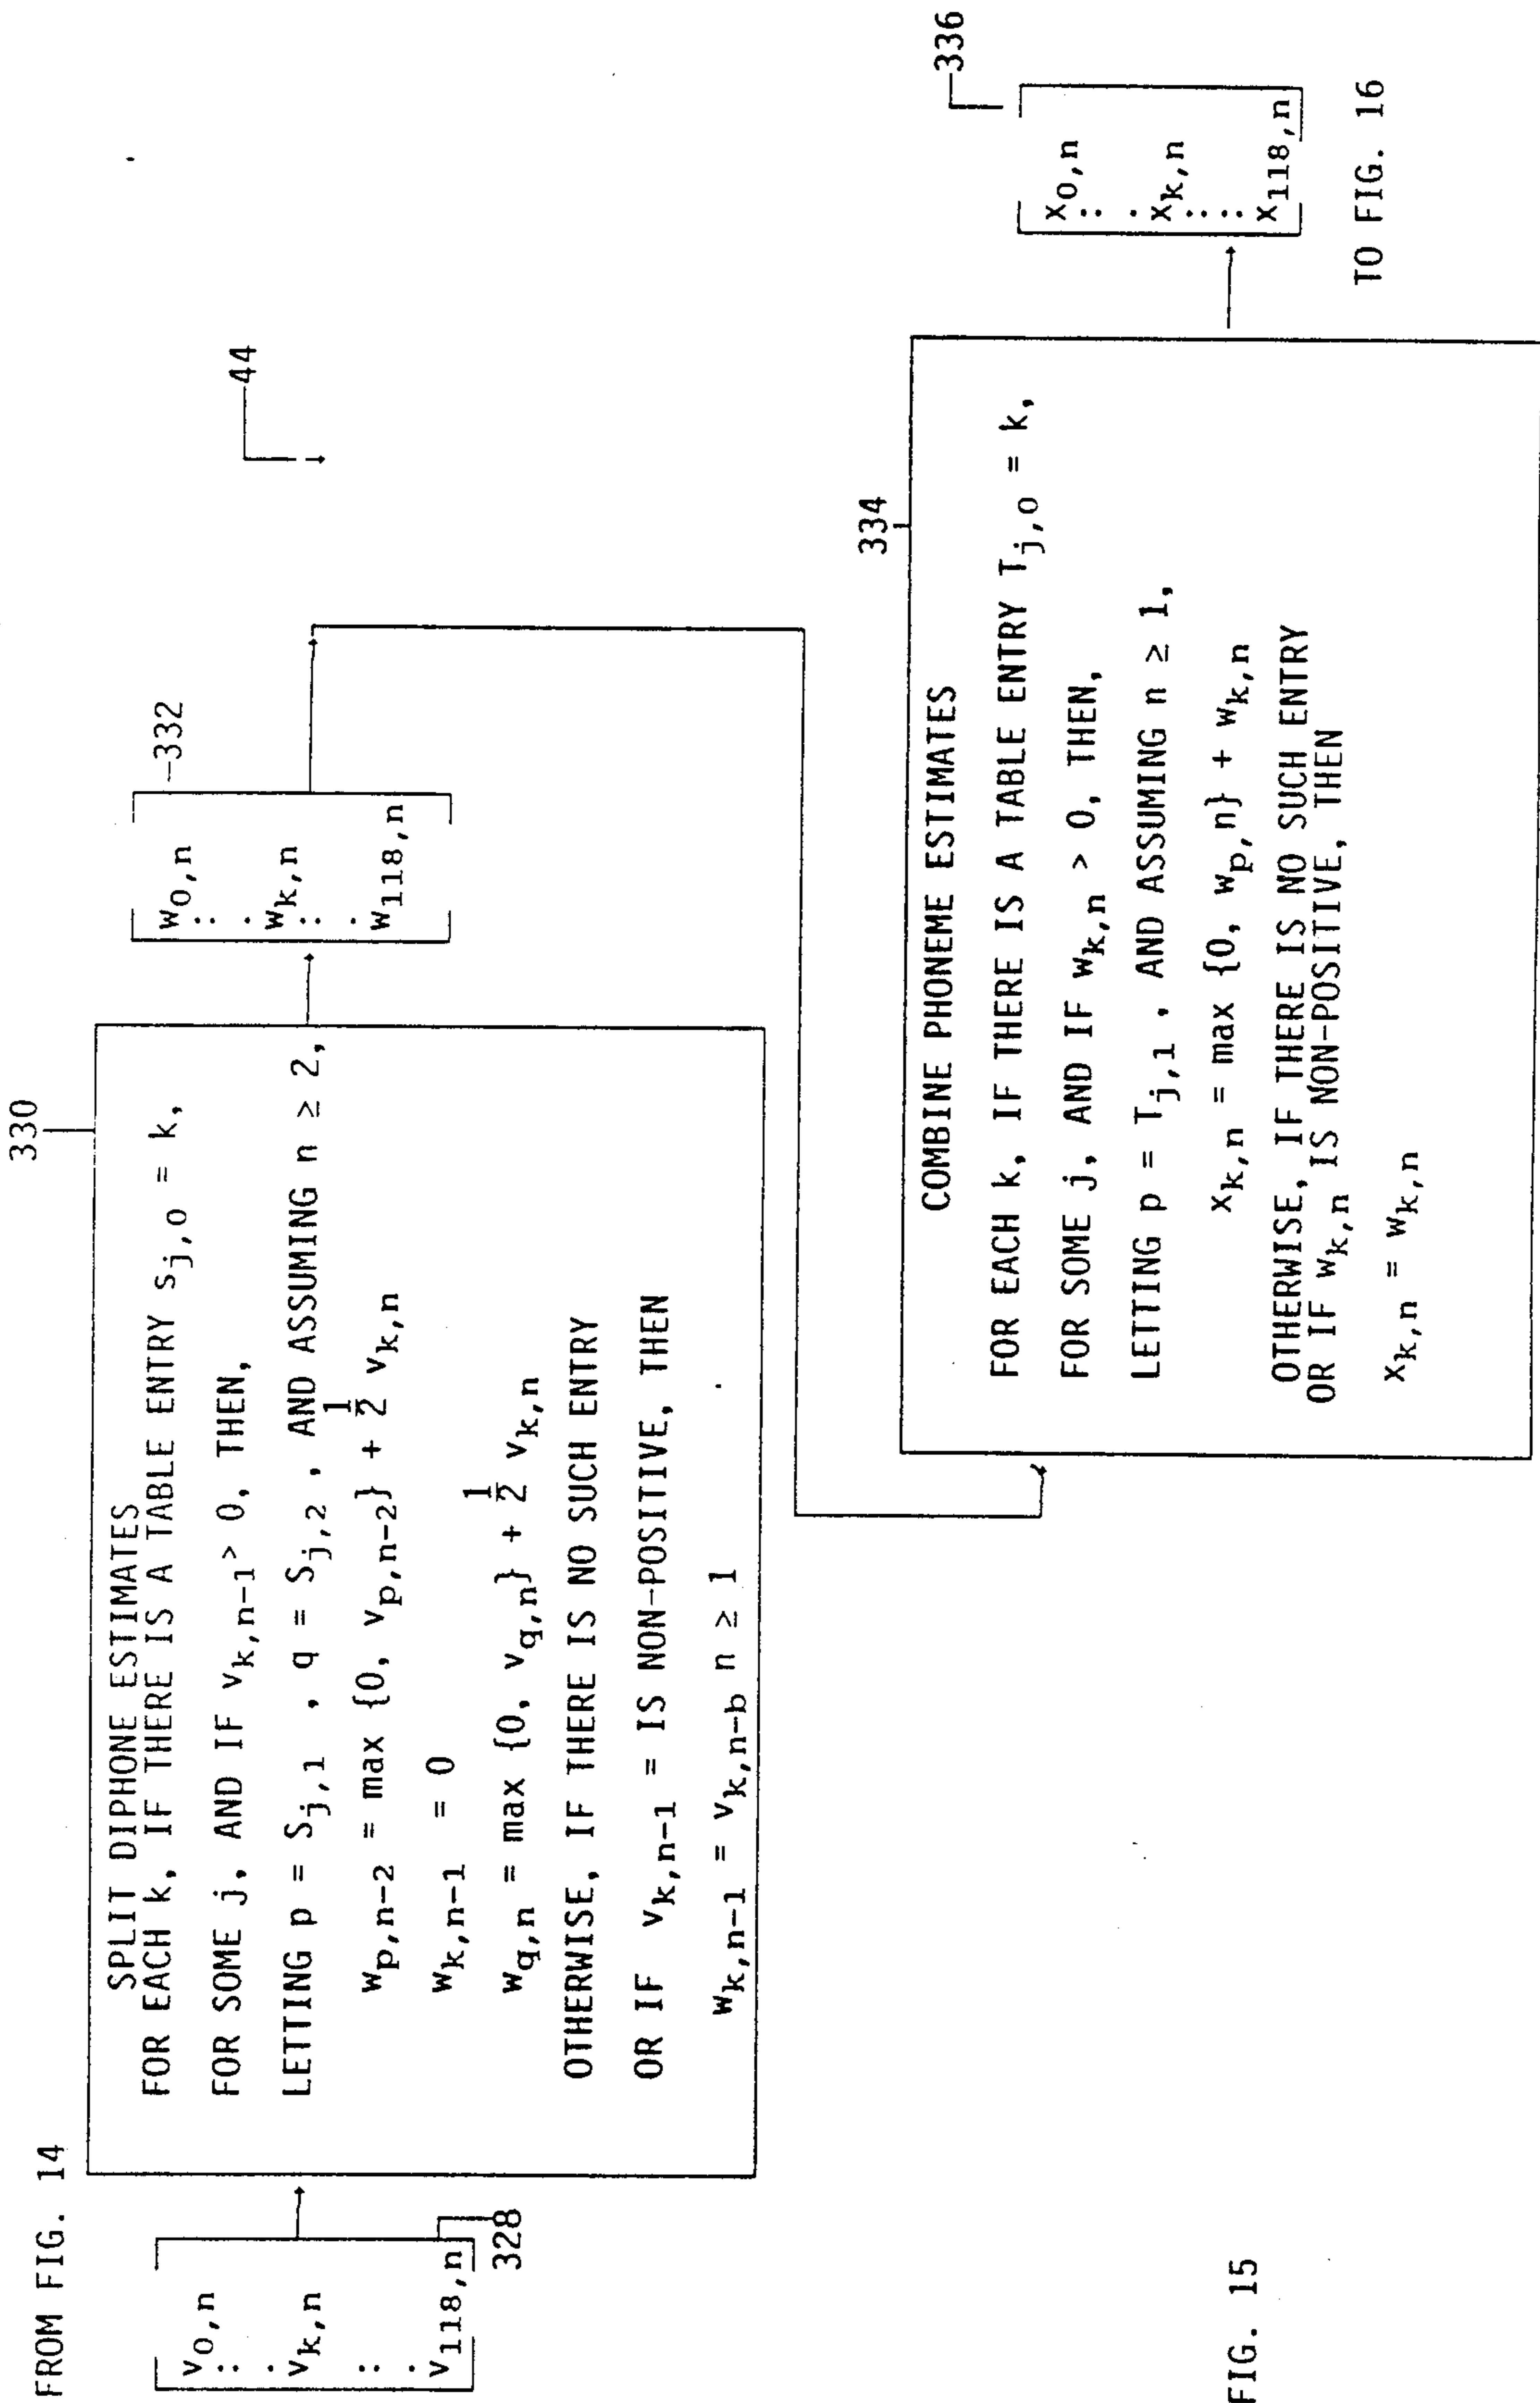 FROM FIG. 14
v0,n
vk,n
v118,n
328
330
SPLIT DIPHONE ESTIMATES
FOR EACH k, IF THERE IS A TABLE ENTRY sj,0 = k,
FOR SOME j, AND IF vk,n-1 > 0, THEN,
LETTING p = Sj,1 , q = Sj,2 , AND ASSUMING n ≥ 2,
wp,n-2 = max {0, vp,n-2} + 1/2 vk,n
wk,n-1 = 0
wq,n = max {0, vq,n} + 1/2 vk,n
OTHERWISE, IF THERE IS NO SUCH ENTRY
OR IF vk,n-1 = IS NON-POSITIVE, THEN
wk,n-1 = vk,n-b n ≥ 1
w0,n
wk,n
w118,n
332
44
334
COMBINE PHONEME ESTIMATES
FOR EACH k, IF THERE IS A TABLE ENTRY Tj,0 = k,
FOR SOME j, AND IF wk,n > 0, THEN,
LETTING p = Tj,1 , AND ASSUMING n ≥ 1,
xk,n = max {0, wp,n} + wk,n
OTHERWISE, IF THERE IS NO SUCH ENTRY
OR IF wk,n IS NON-POSITIVE, THEN
xk,n = wk,n
x0,n
xk,n
x118,n
336
TO FIG. 16
FIG. 15